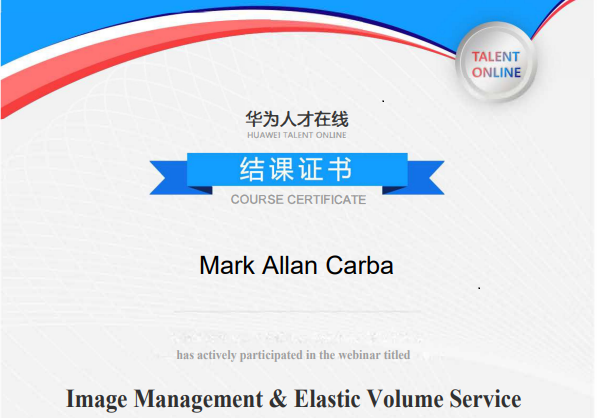 TALENT
ONLINE
华为人才在线
HUAWEI TALENT ONLINE
结课证书
COURSE CERTIFICATE
Mark Allan Carba
has actively participated in the webinar titled
Image Management & Elastic Volume Service